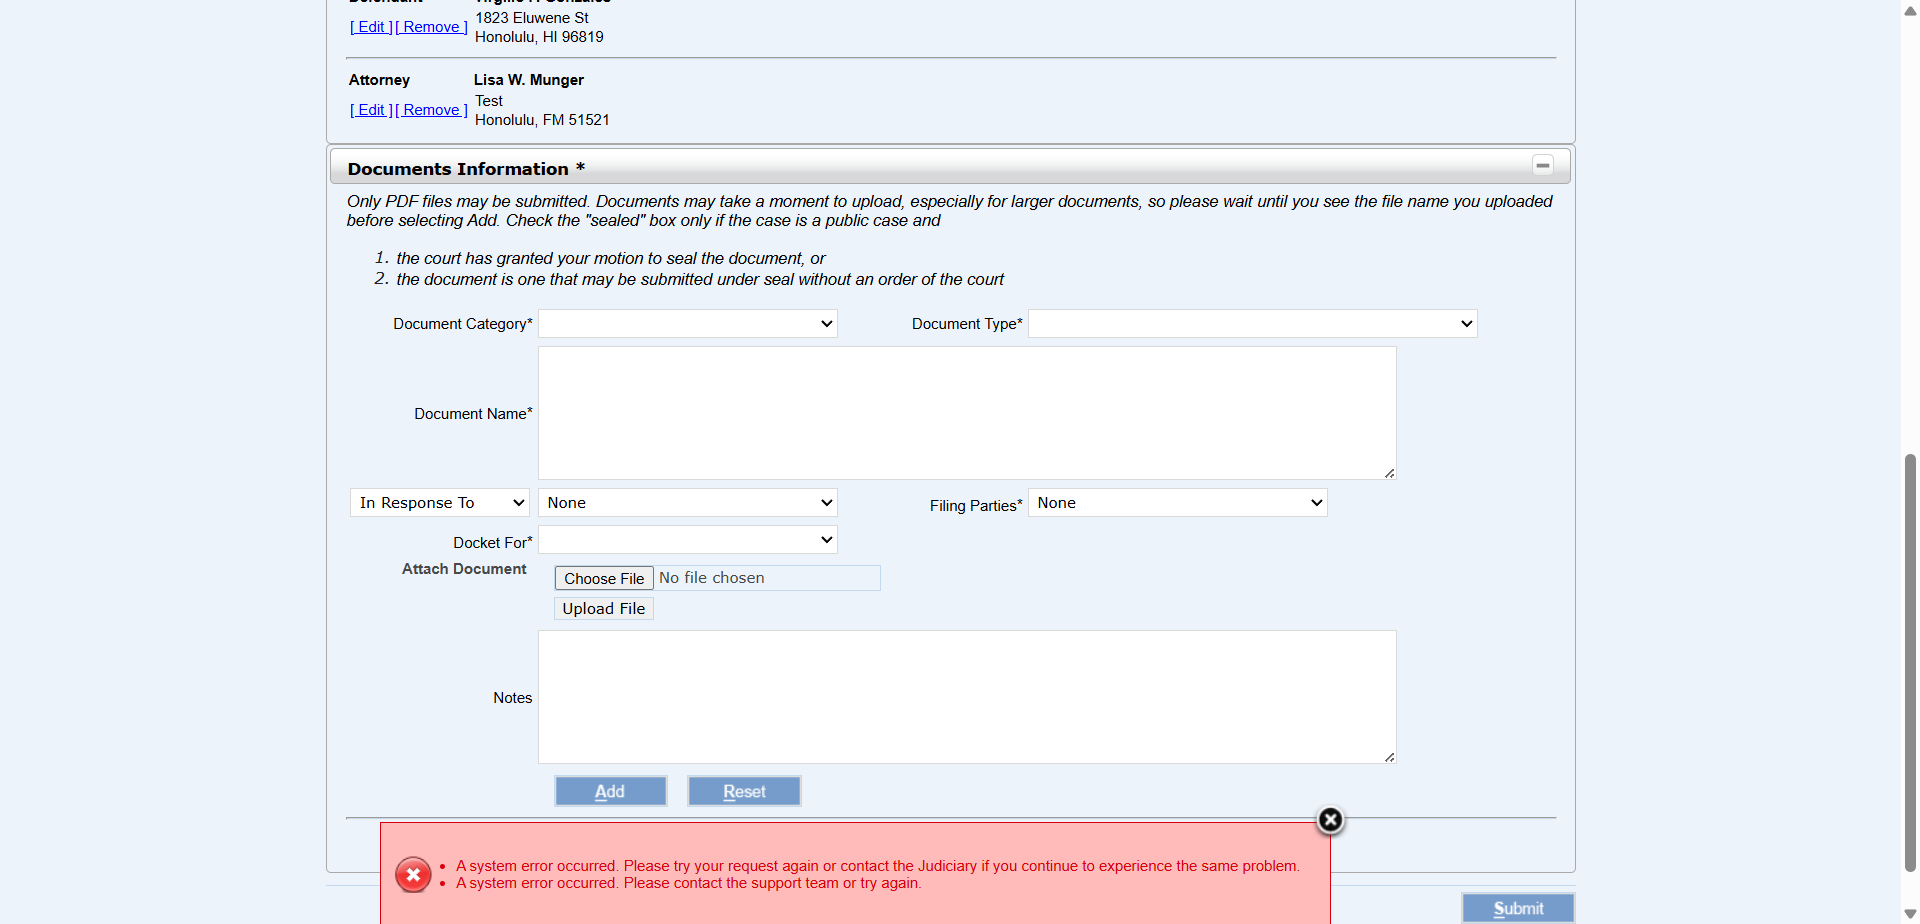 [ Edit ][ Remove ]
1823 Eluwene St
Honolulu, HI 96819
Attorney
Lisa W. Munger
[ Edit ][ Remove ]
Test
Honolulu, FM 51521
Documents Information *
Only PDF files may be submitted. Documents may take a moment to upload, especially for larger documents, so please wait until you see the file name you uploaded
before selecting Add. Check the "sealed" box only if the case is a public case and
1. the court has granted your motion to seal the document, or
2. the document is one that may be submitted under seal without an order of the court
Document Category*
Document Type*
Document Name*
In Response To
None
Filing Parties*
None
Docket For*
Attach Document
Choose File No file chosen
Upload File
Notes
Add
Reset
A system error occurred. Please try your request again or contact the Judiciary if you continue to experience the same problem.
A system error occurred. Please contact the support team or try again.
Submit